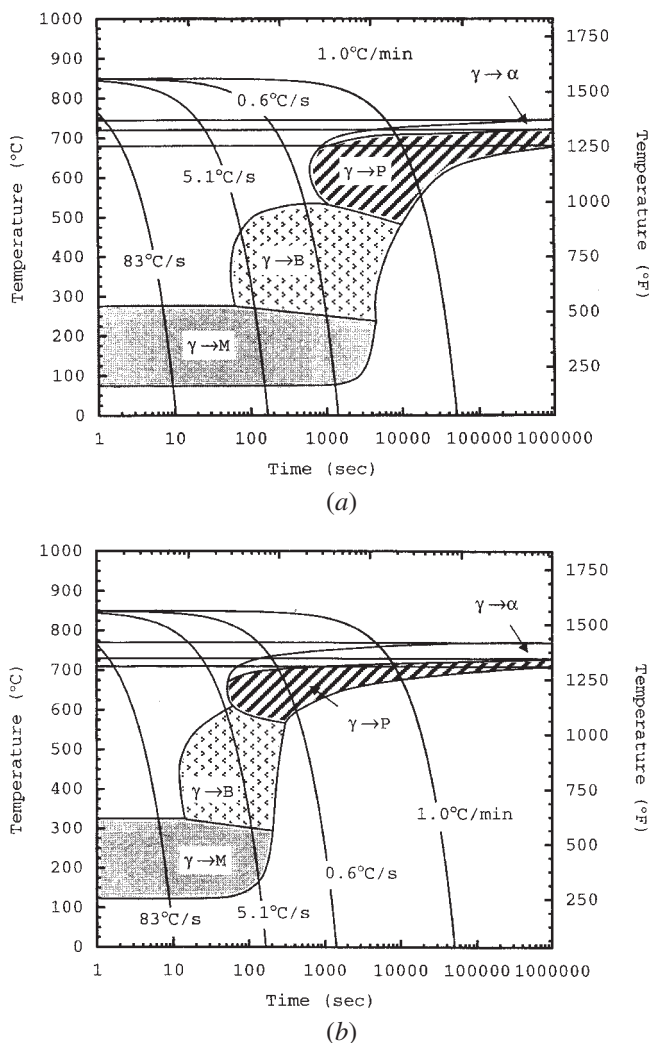 1000
900
800
700
600
500
400
300
200
100
0
Temperature (°C)
1.0°C/min
0.6°C/s
5.1°C/s
83°C/s
γ→α
γ→P
γ→B
γ→M
1750
1500
1250
1000
750
500
250
Temperature (°F)
1 10 100 1000 10000 100000 1000000
Time (sec)
(a)
1000
900
800
700
600
500
400
300
200
100
0
Temperature (°C)
γ→α
γ→P
γ→B
γ→M
1.0°C/min
0.6°C/s
83°C/s
5.1°C/s
1750
1500
1250
1000
750
500
250
Temperature (°F)
1 10 100 1000 10000 100000 1000000
Time (sec)
(b)